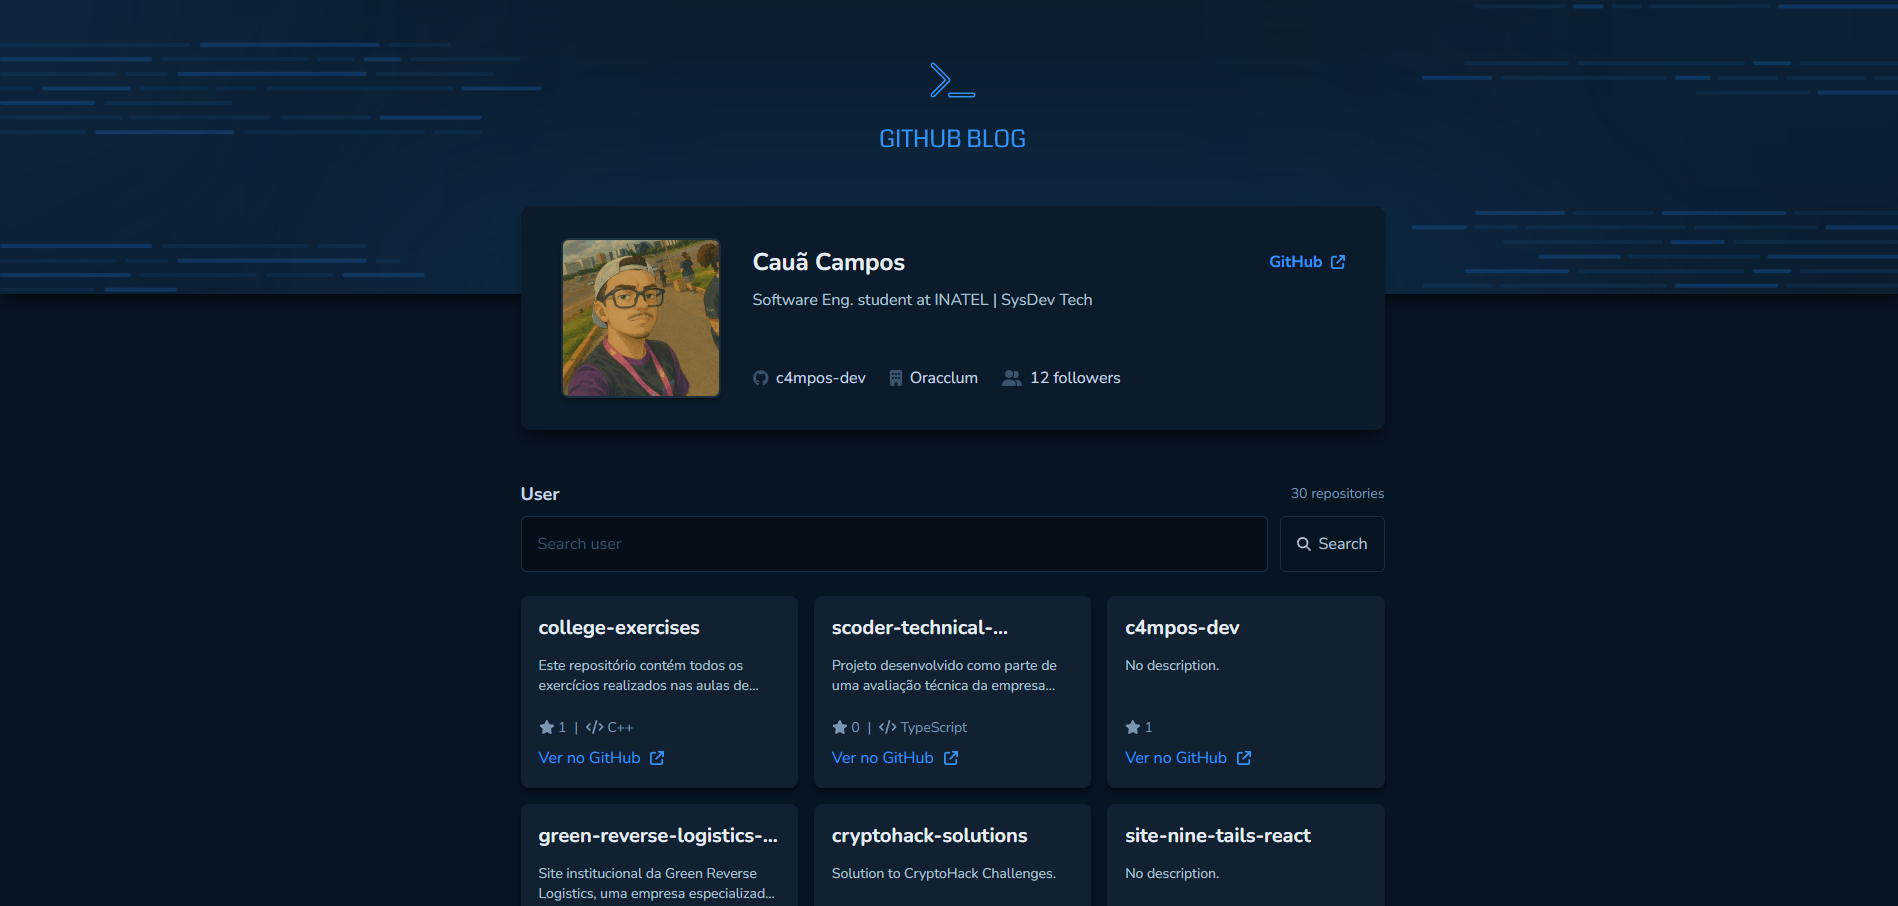 GITHUB BLOG
Cauã Campos
GitHub
Software Eng. student at INATEL | SysDev Tech
c4mpos-dev
Oracclum
12 followers
User
30 repositories
Search user
Search
college-exercises
Este repositório contém todos os
exercícios realizados nas aulas de...
1 | </> C++
Ver no GitHub
scoder-technical-...
Projeto desenvolvido como parte de
uma avaliação técnica da empresa...
0 | </> TypeScript
Ver no GitHub
c4mpos-dev
No description.
1
Ver no GitHub
green-reverse-logistics-...
Site institucional da Green Reverse
Logistics, uma empresa especializad...
cryptohack-solutions
Solution to CryptoHack Challenges.
site-nine-tails-react
No description.